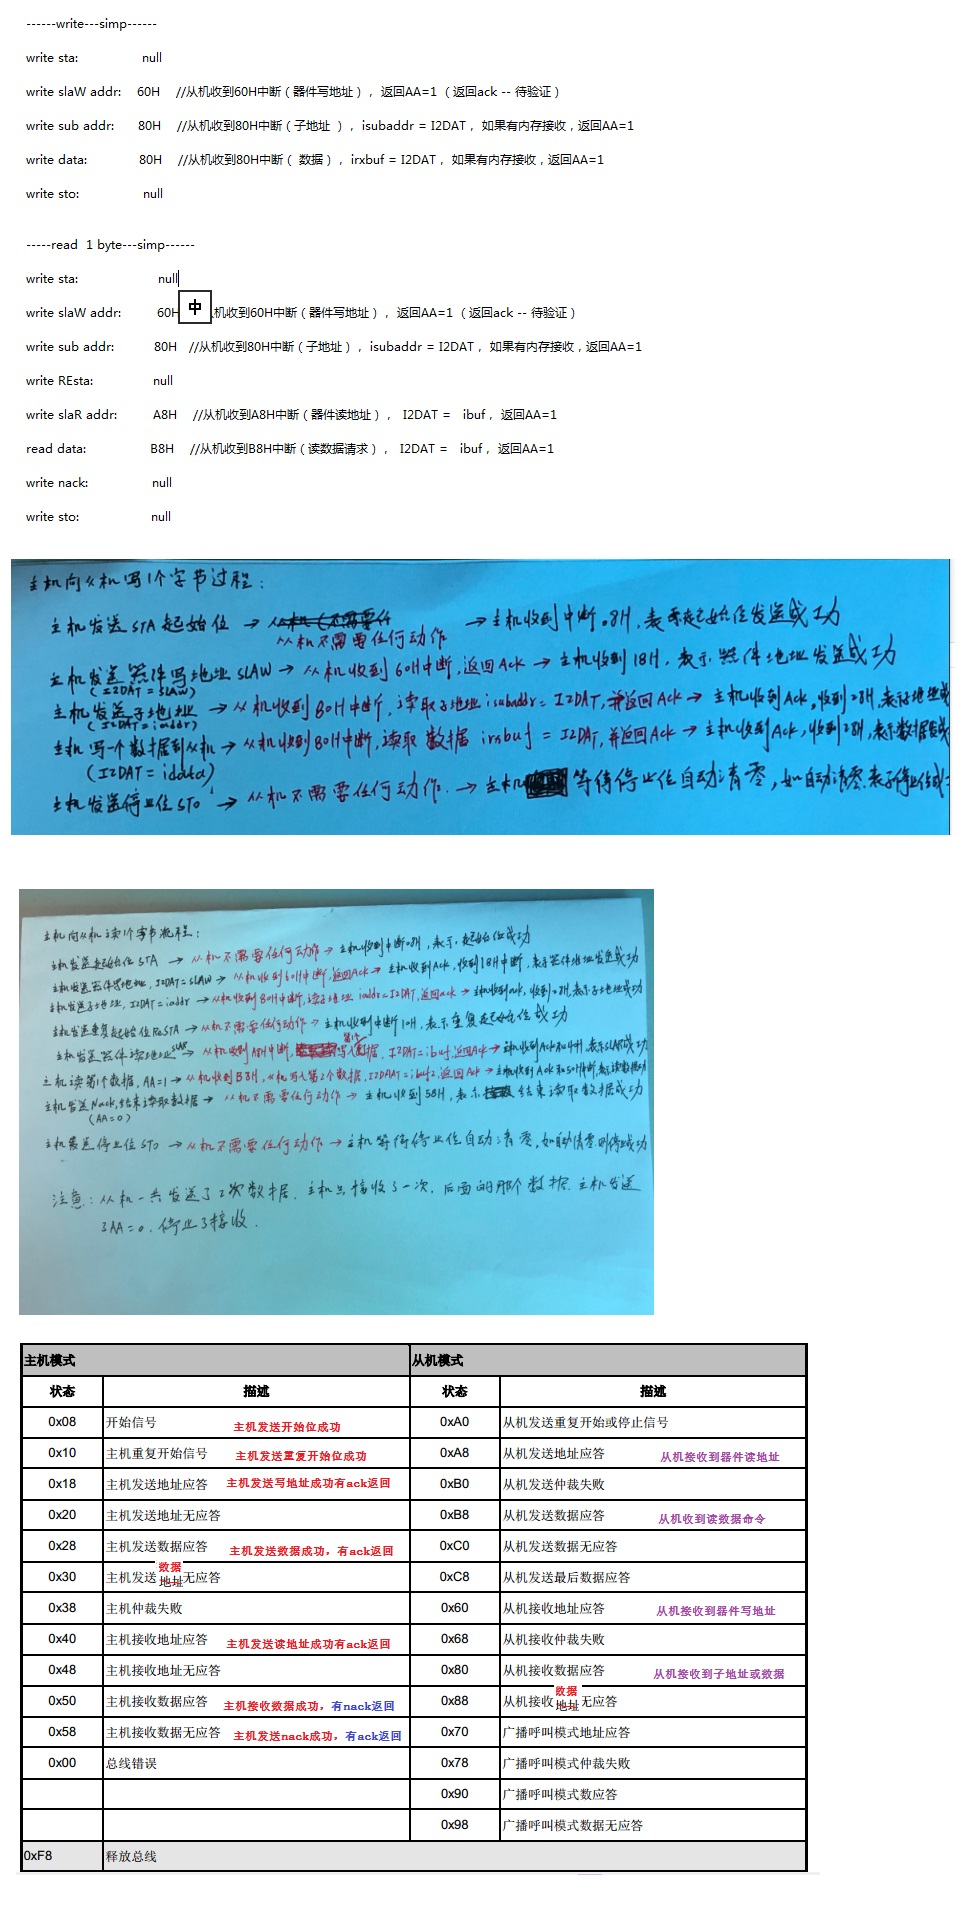 ------write---simp------
write sta: null
write slaW addr: 60H //从机收到60H中断（器件写地址），返回AA=1 （返回ack -- 待验证）
write sub addr: 80H //从机收到80H中断（子地址 ），isubaddr = I2DAT， 如果有内存接收，返回AA=1
write data: 80H //从机收到80H中断（ 数据），irxbuf = I2DAT， 如果有内存接收，返回AA=1
write sto: null
-----read 1 byte---simp------
write sta: null
中
write slaW addr: 60H 机收到60H中断（器件写地址），返回AA=1 （返回ack -- 待验证）
write sub addr: 80H //从机收到80H中断（子地址），isubaddr = I2DAT， 如果有内存接收，返回AA=1
write REsta: null
write slaR addr: A8H //从机收到A8H中断（器件读地址）， I2DAT = ibuf，返回AA=1
read data: B8H //从机收到B8H中断（读数据请求）， I2DAT = ibuf，返回AA=1
write nack: null
write sto: null
主机向从机写1个字节过程：
主机发送STA起始位 → 从机不需要任何动作 → 主机收到中断08H，表示起始位发送成功
主机发送器件写地址SLAW → 从机收到60H中断，返回Ack → 主机收到18H，表示器件地址发送成功
(I2DAT = SLAW)
主机发送子地址 → 从机收到80H中断，读取子地址isubaddr = I2DAT，并返回Ack → 主机收到Ack，收到28H，表示子地址成
(I2DAT = iaddr)
主机写一个数据到从机 → 从机收到80H中断，读取数据 irxbuf = I2DAT，并返回Ack → 主机收到Ack，收到28H，表示数据
(I2DAT = idata)
主机发送停止位STO → 从机不需要任何动作 → 主机等待停止位自动清零，如自动清零表示停止位成
主机向从机读1个字节流程：
主机发送起始位STA → 从机不需要任何动作 → 主机收到中断08H，表示起始位成功
主机发送器件写地址，I2DAT=SLAW → 从机收到60H中断，返回Ack → 主机收到Ack，收到18H中断，表示器件地址发送成功
主机发送子地址，I2DAT=iaddr → 从机收到80H中断，读子地址 iaddr=I2DAT，返回ack → 主机收到ack，收到28H，表示子地址成功
主机发送重复起始位ReSTA → 从机不需要任何动作 → 主机收到中断10H，表示重复起始位成功
主机发送器件读地址SLAR → 从机收到A8H中断，写入第1个数据，I2DAT=ibuf，返回Ack → 主机收到Ack和40H，表示SLAR成功
主机读第1个数据，AA=1 → 从机收到B8H，从机写入第2个数据，I2DAT=ibuf2，返回Ack → 主机收到Ack和50H中断，表示读数据成功
主机发送Nack，结束读取数据 → 从机不需要任何动作 → 主机收到58H，表示结束读取数据成功
(AA=0)
主机发送停止位STO → 从机不需要任何动作 → 主机等待停止位自动清零，如自动清零则停止成功
注意：从机一共发送了2次数据，主机只接收了一次，后面的那个数据，主机发送
了AA=0，停止了接收．
主机模式 从机模式
状态 描述 状态 描述
0x08 开始信号 主机发送开始位成功 0xA0 从机发送重复开始或停止信号
0x10 主机重复开始信号 主机发送重复开始位成功 0xA8 从机发送地址应答 从机接收到器件读地址
0x18 主机发送地址应答 主机发送写地址成功有ack返回 0xB0 从机发送仲裁失败
0x20 主机发送地址无应答 0xB8 从机发送数据应答 从机收到读数据命令
0x28 主机发送数据应答 主机发送数据成功，有ack返回 0xC0 从机发送数据无应答
0x30 主机发送地址无应答 数据 0xC8 从机发送最后数据应答
0x38 主机仲裁失败 0x60 从机接收地址应答 从机接收到器件写地址
0x40 主机接收地址应答 主机发送读地址成功有ack返回 0x68 从机接收仲裁失败
0x48 主机接收地址无应答 0x80 从机接收数据应答 从机接收到子地址或数据
0x50 主机接收数据应答 主机接收数据成功，有nack返回 0x88 从机接收地址无应答 数据
0x58 主机接收数据无应答 主机发送nack成功，有ack返回 0x70 广播呼叫模式地址应答
0x00 总线错误 0x78 广播呼叫模式仲裁失败
0x90 广播呼叫模式数应答
0x98 广播呼叫模式数据无应答
0xF8 释放总线